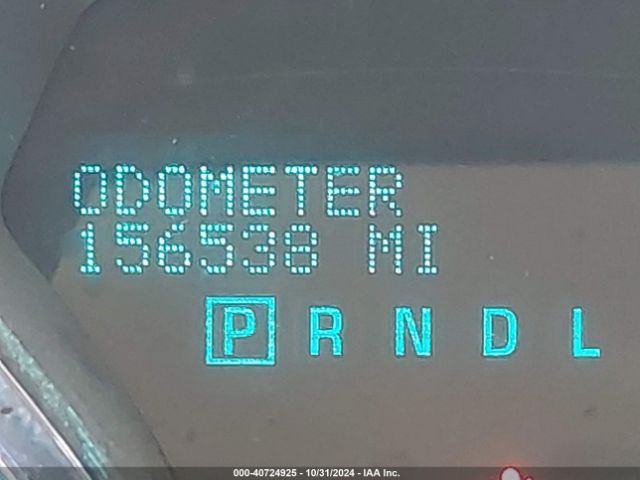 ODOMETER
156538 MI
P R N D L
000-40724925 - 10/31/2024 - IAA Inc.